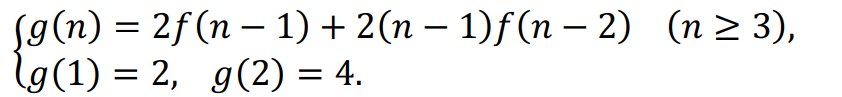 g(n) = 2f(n − 1) + 2(n − 1)f(n − 2) (n ≥ 3),
g(1) = 2, g(2) = 4.